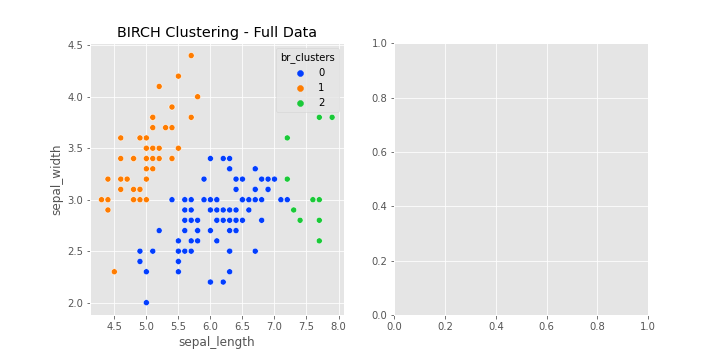 BIRCH Clustering - Full Data
4.5
4.0
3.5
3.0
2.5
2.0
sepal_width
br_clusters
0
1
2
4.5 5.0 5.5 6.0 6.5 7.0 7.5 8.0
sepal_length
1.0
0.8
0.6
0.4
0.2
0.0
0.0 0.2 0.4 0.6 0.8 1.0